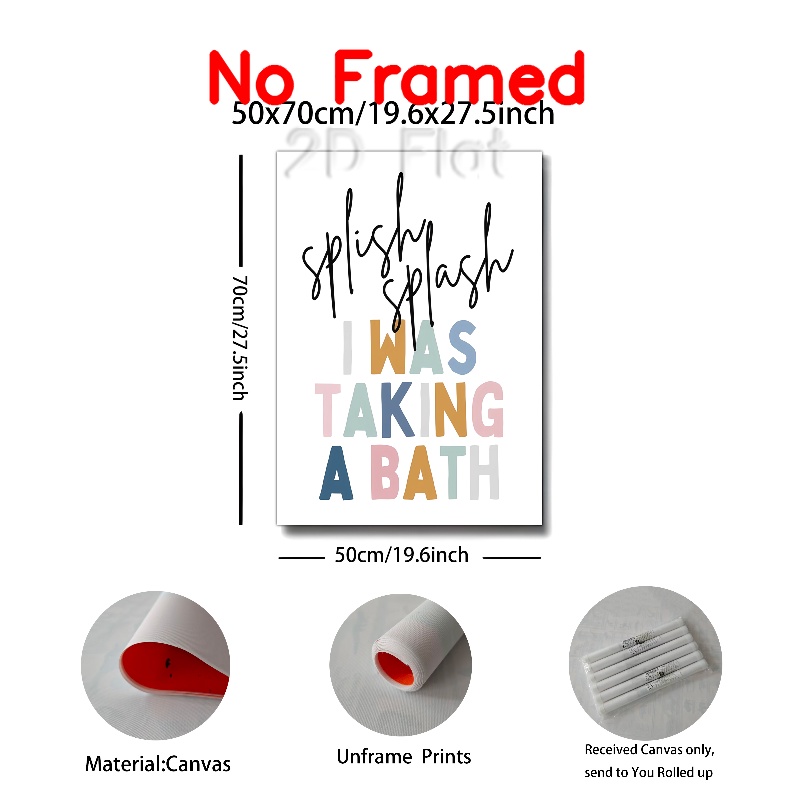 No Framed
50x70cm/19.6x27.5inch
2D Flat
70cm/27.5inch
splish
splash
I WAS
TAKING
A BATH
50cm/19.6inch
Material:Canvas
Unframe Prints
Received Canvas only,
send to You Rolled up